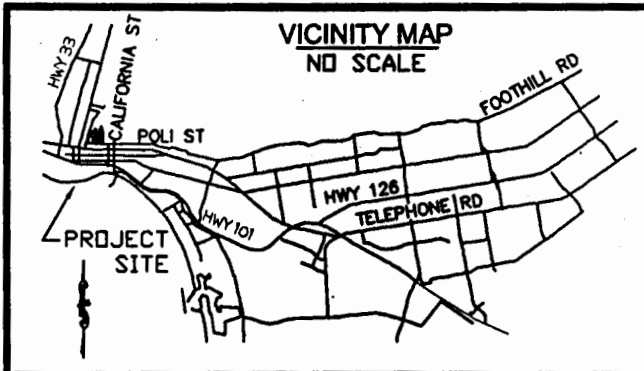 VICINITY MAP
NO SCALE
HWY 33
CALIFORNIA ST
POLI ST
FOOTHILL RD
HWY 126
TELEPHONE RD
HWY 101
PROJECT
SITE